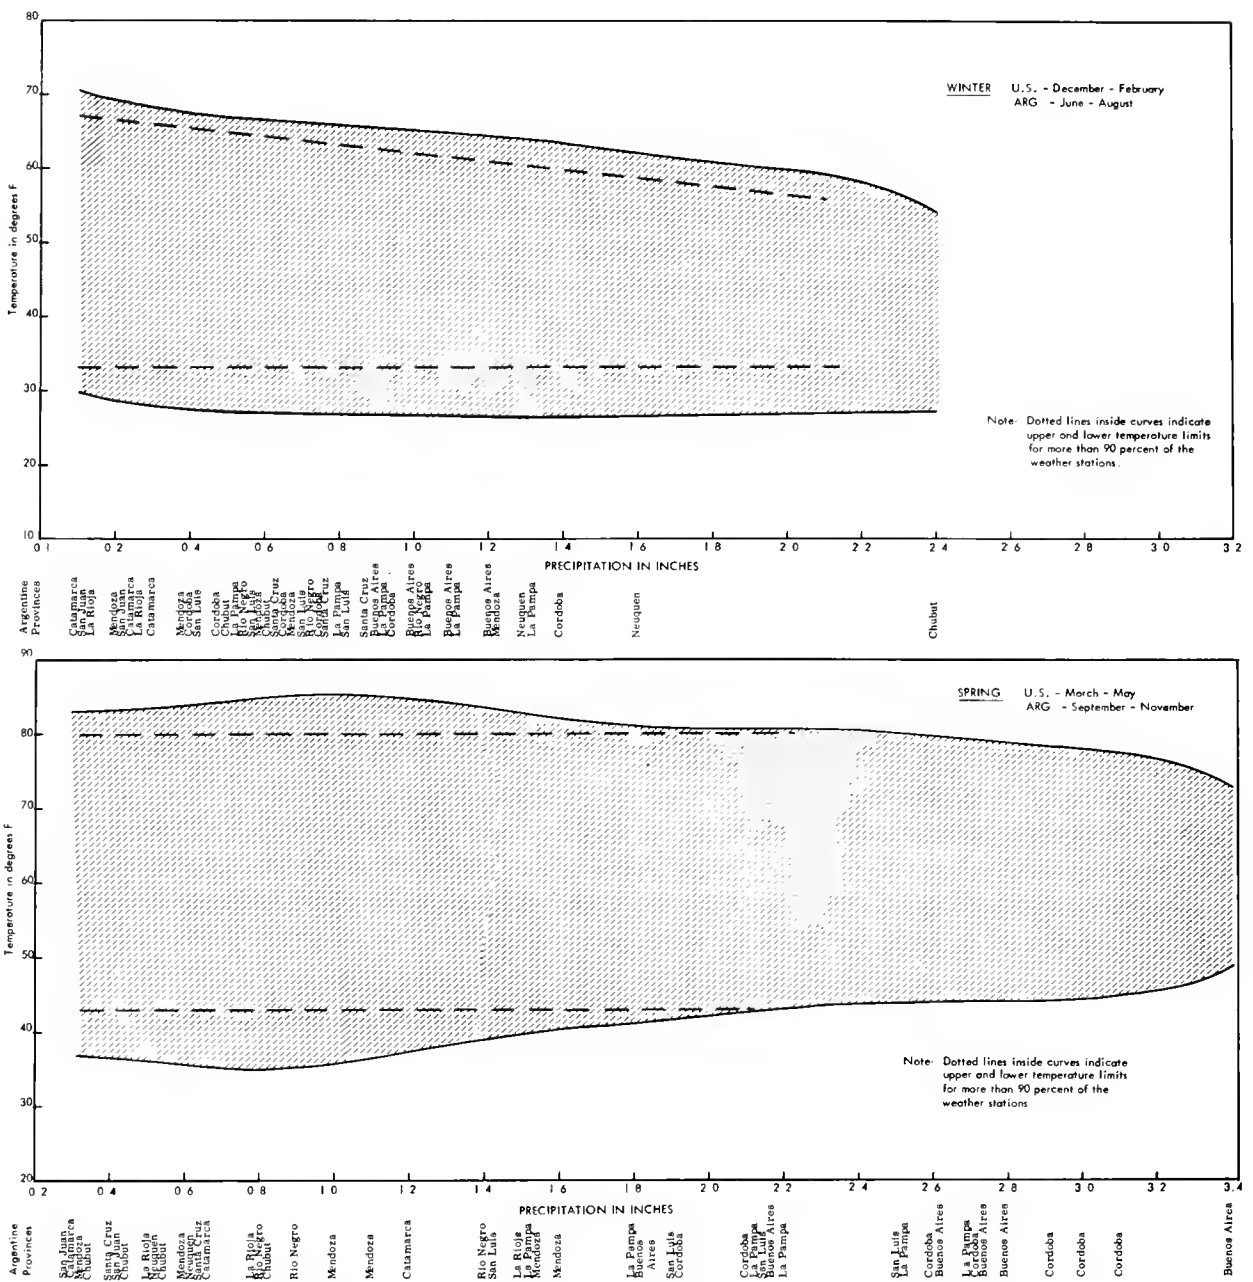 80
70
60
50
40
30
20
10
Temperature in degrees F
WINTER U.S. - December - February
ARG - June - August
Note· Dotted lines inside curves indicate
upper and lower temperature limits
for more than 90 percent of the
weather stations.
0 1 0 2 0 4 0 6 0 8 1 0 1 2 1 4 1 6 1 8 2 0 2 2 2 4 2 6 2 8 3 0 3 2
PRECIPITATION IN INCHES
Argentine
Provinces
Catamarca
San Juan
La Rioja
Mendoza
San Juan
Catamarca
La Rioja
Catamarca
Mendoza
Cordoba
San Luis
Cordoba
Chubut
La Pampa
Rio Negro
San Luis
Mendoza
Chubut
Santa Cruz
Cordoba
Mendoza
San Luis
Rio Negro
Cordoba
Santa Cruz
La Pampa
San Luis
Santa Cruz
Buenos Aires
La Pampa
Cordoba
Buenos Aires
Rio Negro
La Pampa
Buenos Aires
La Pampa
Buenos Aires
Mendoza
Neuquen
La Pampa
Cordoba
Neuquen
Chubut
90
80
70
60
50
40
30
20
Temperature in degrees F
SPRING U.S. - March - May
ARG - September - November
Note· Dotted lines inside curves indicate
upper and lower temperature limits
for more than 90 percent of the
weather stations
0 2 0 4 0 6 0 8 1 0 1 2 1 4 1 6 1 8 2 0 2 2 2 4 2 6 2 8 3 0 3 2 3.4
PRECIPITATION IN INCHES
Argentine
Provinces
San Juan
Catamarca
Mendoza
Chubut
Santa Cruz
San Juan
Chubut
La Rioja
Neuquen
Chubut
Mendoza
Neuquen
Santa Cruz
Catamarca
La Rioja
Rio Negro
Chubut
Rio Negro
Mendoza
Mendoza
Catamarca
Rio Negro
San Luis
La Rioja
La Pampa
Mendoza
Mendoza
La Pampa
Buenos
Aires
San Luis
Cordoba
Cordoba
La Pampa
San Luis
Buenos Aires
La Pampa
San Luis
La Pampa
Cordoba
Buenos Aires
La Pampa
Cordoba
Buenos Aires
Buenos Aires
Cordoba
Cordoba
Cordoba
Buenos Aires